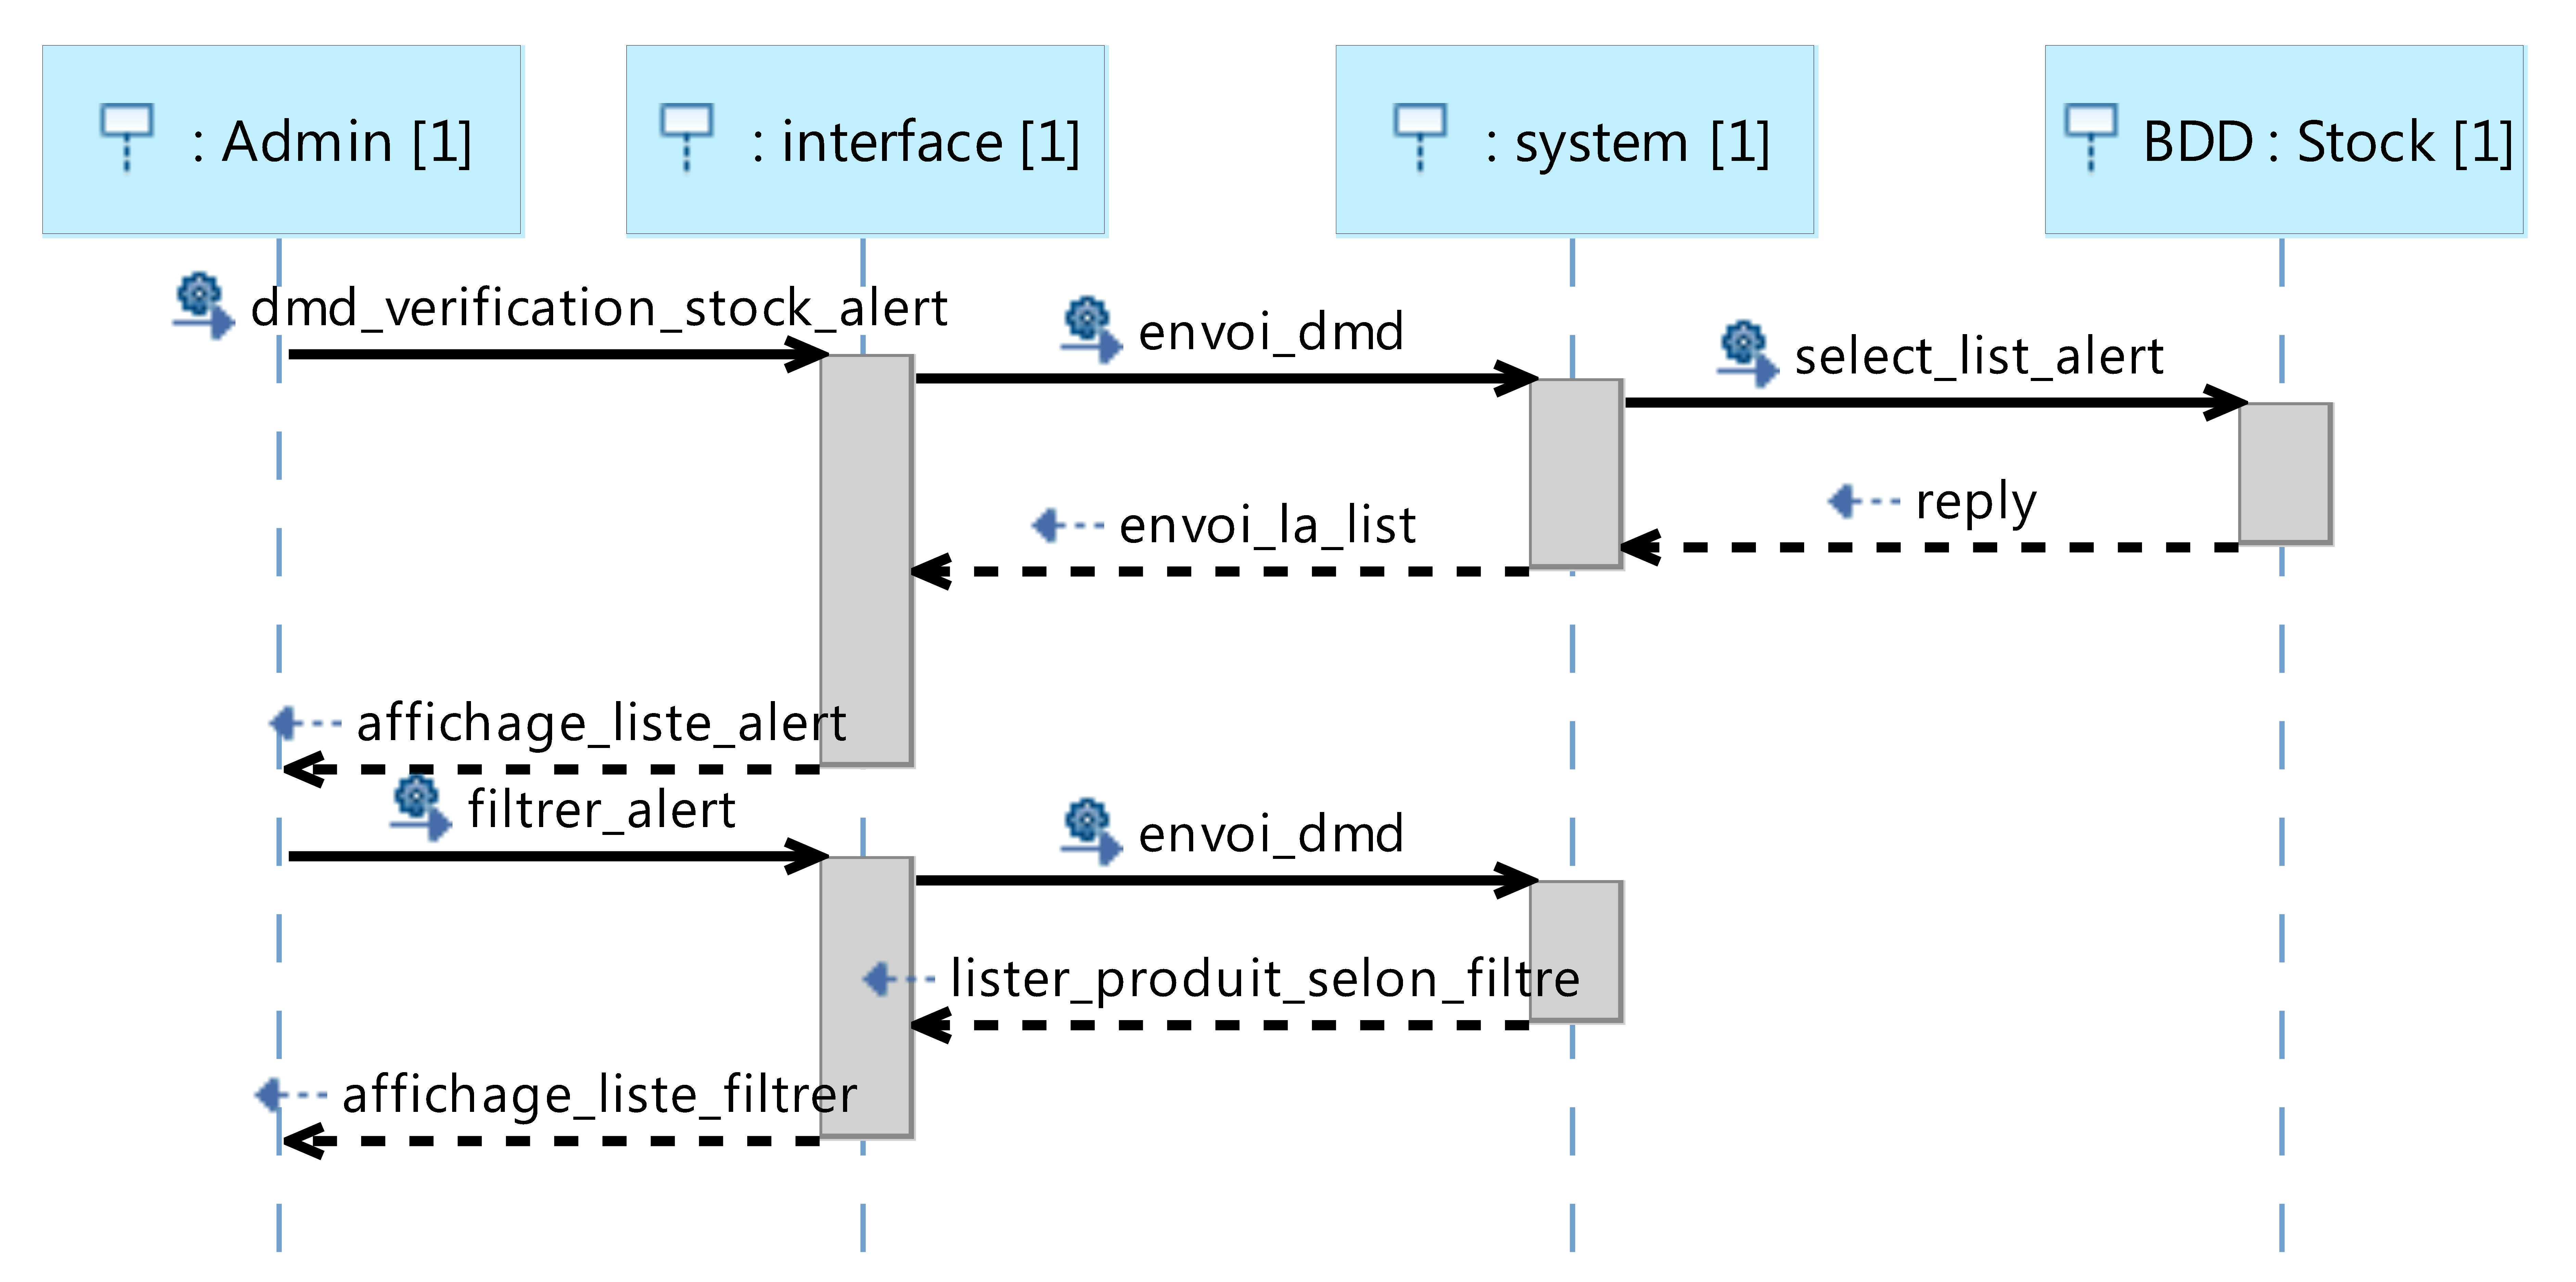 : Admin [1]
: interface [1]
: system [1]
BDD : Stock [1]
dmd_verification_stock_alert
envoi_dmd
select_list_alert
reply
envoi_la_list
affichage_liste_alert
filtrer_alert
envoi_dmd
lister_produit_selon_filtre
affichage_liste_filtrer